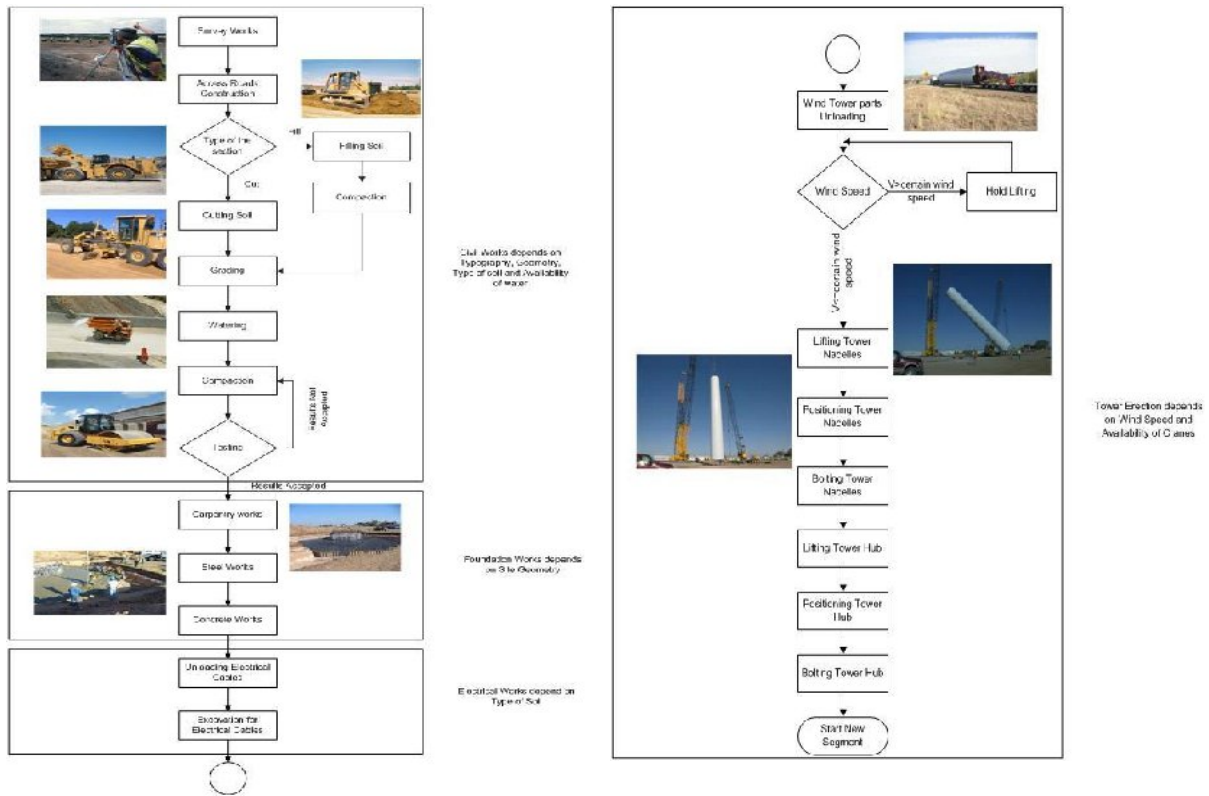 Survey Works
Access Roads
Construction
Type of the
section
Fill
Filling Soil
Compaction
Cut
Cutting Soil
Grading
Watering
Compaction
Testing
Results Accepted
Civil Works depends on
Typography, Geometry,
Type of soil and Availability
of water
Carpentry works
Steel Works
Concrete Works
Foundation Works depends
on Site Geometry
Unloading Electrical
Cables
Excavation for
Electrical Cables
Electrical Works depend on
Type of Soil
Wind Tower parts
Unloading
Wind Speed
V>certain wind
speed
Hold Lifting
V<=certain wind
speed
Lifting Tower
Nacelles
Positioning Tower
Nacelles
Bolting Tower
Nacelles
Lifting Tower Hub
Positioning Tower
Hub
Bolting Tower Hub
Start New
Segment
Tower Erection depends
on Wind Speed and
Availability of Cranes